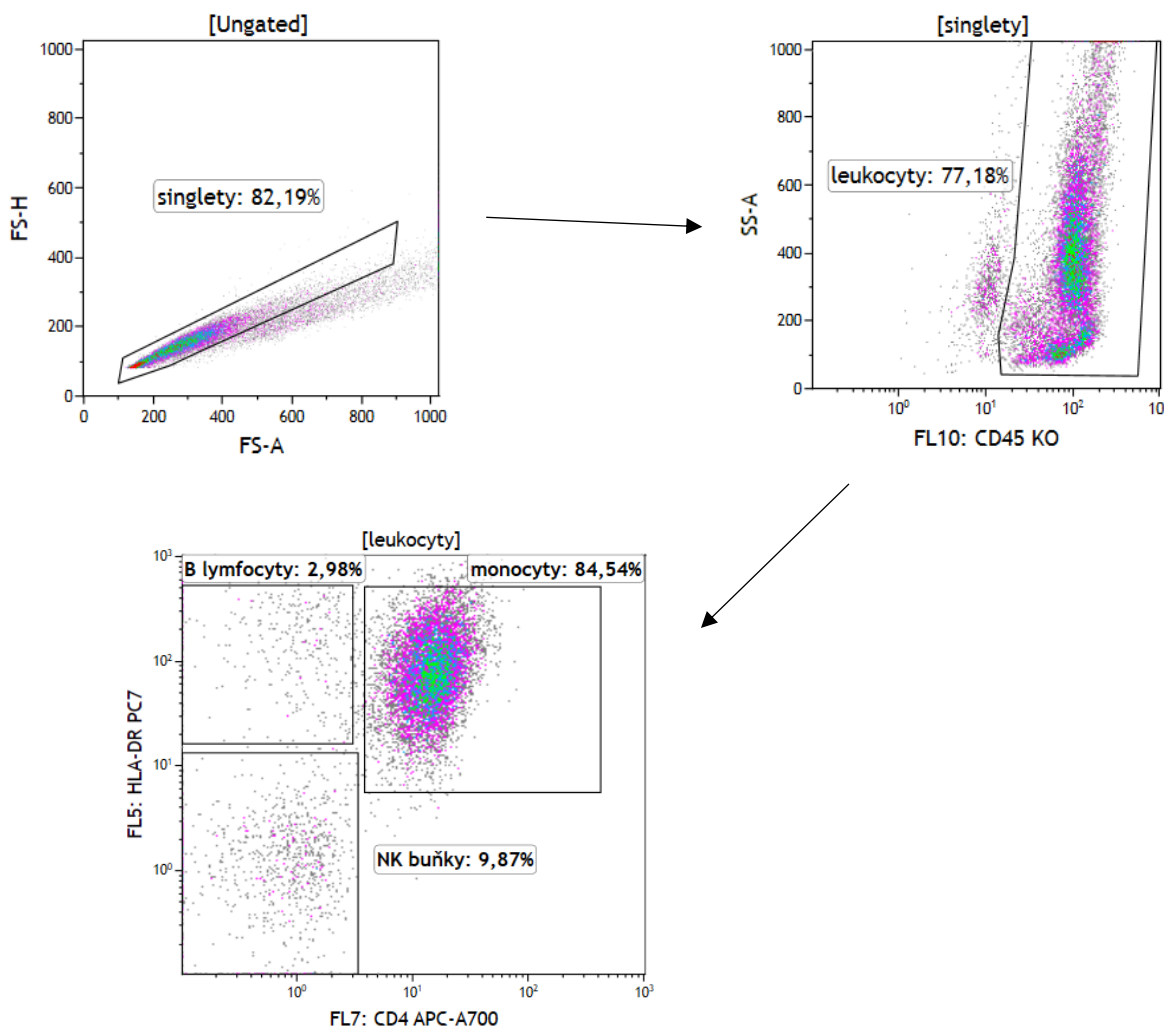 [Ungated]
1000
800
600
400
200
0
singlety: 82,19%
FS-H
0 200 400 600 800 1000
FS-A
[singlety]
1000
800
600
400
200
0
leukocyty: 77,18%
SS-A
10⁰ 10¹ 10² 10
FL10: CD45 KO
[leukocyty]
B lymfocyty: 2,98% monocyty: 84,54%
10³
10²
10¹
10⁰
NK buňky: 9,87%
FL5: HLA-DR PC7
10⁰ 10¹ 10² 10³
FL7: CD4 APC-A700